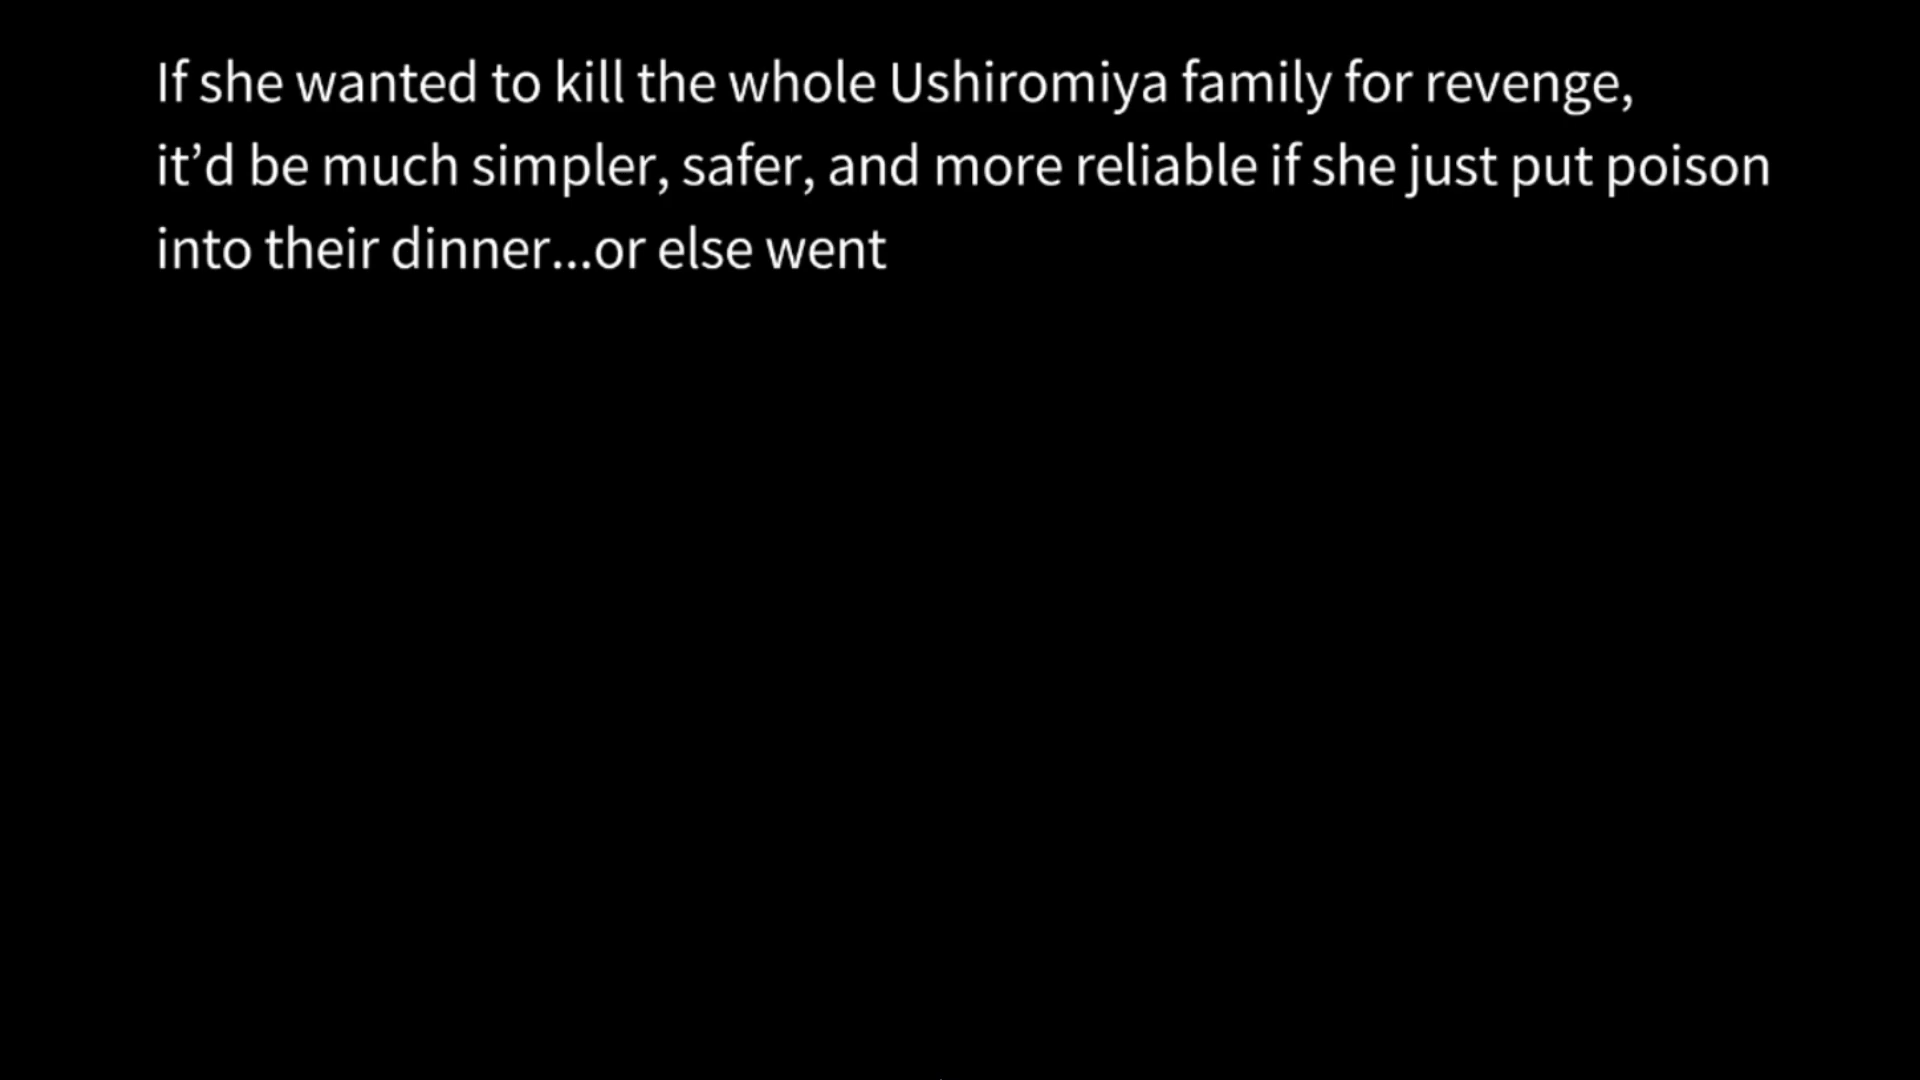 If she wanted to kill the whole Ushiromiya family for revenge,
it’d be much simpler, safer, and more reliable if she just put poison
into their dinner...or else went